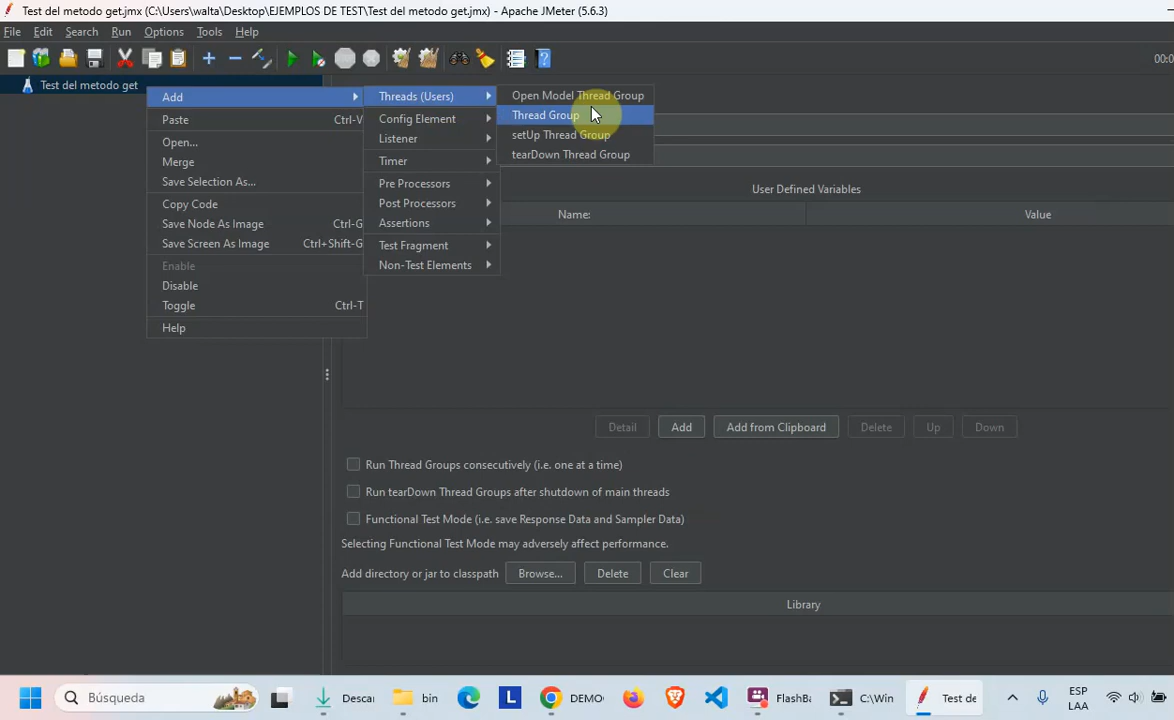 Test del metodo get.jmx (C:\Users\walta\Desktop\EJEMPLOS DE TEST\Test del metodo get.jmx) - Apache JMeter (5.6.3)
File Edit Search Run Options Tools Help
00:0
Test del metodo get
Add
Paste Ctrl-V
Open...
Merge
Save Selection As...
Copy Code
Save Node As Image Ctrl-G
Save Screen As Image Ctrl+Shift-G
Enable
Disable
Toggle Ctrl-T
Help
Threads (Users)
Config Element
Listener
Timer
Pre Processors
Post Processors
Assertions
Test Fragment
Non-Test Elements
Open Model Thread Group
Thread Group
setUp Thread Group
tearDown Thread Group
User Defined Variables
Name: Value
Detail Add Add from Clipboard Delete Up Down
Run Thread Groups consecutively (i.e. one at a time)
Run tearDown Thread Groups after shutdown of main threads
Functional Test Mode (i.e. save Response Data and Sampler Data)
Selecting Functional Test Mode may adversely affect performance.
Add directory or jar to classpath Browse... Delete Clear
Library
Búsqueda Descar bin L DEMO FlashBa C:\Win Test de ESP
LAA